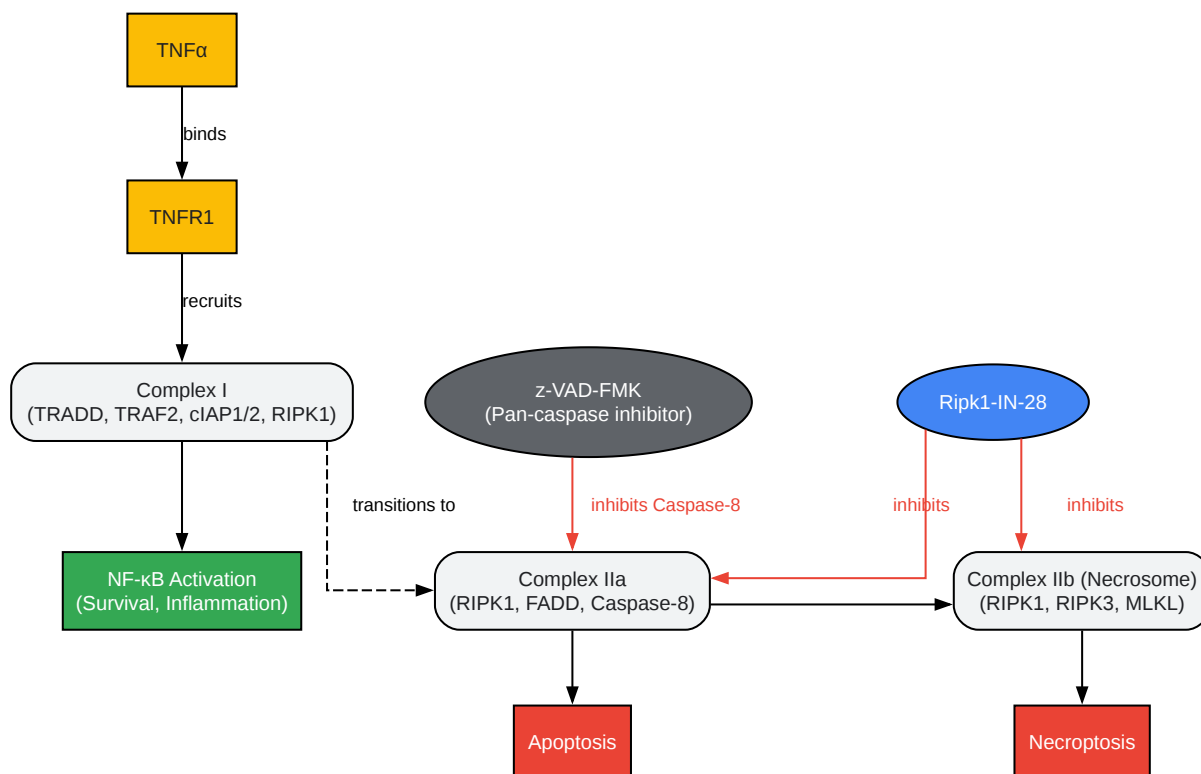 TNFα
binds
TNFR1
recruits
Complex I
(TRADD, TRAF2, cIAP1/2, RIPK1)
z-VAD-FMK
(Pan-caspase inhibitor)
Ripk1-IN-28
transitions to
inhibits Caspase-8
inhibits
inhibits
NF-κB Activation
(Survival, Inflammation)
Complex IIa
(RIPK1, FADD, Caspase-8)
Complex IIb (Necrosome)
(RIPK1, RIPK3, MLKL)
Apoptosis
Necroptosis